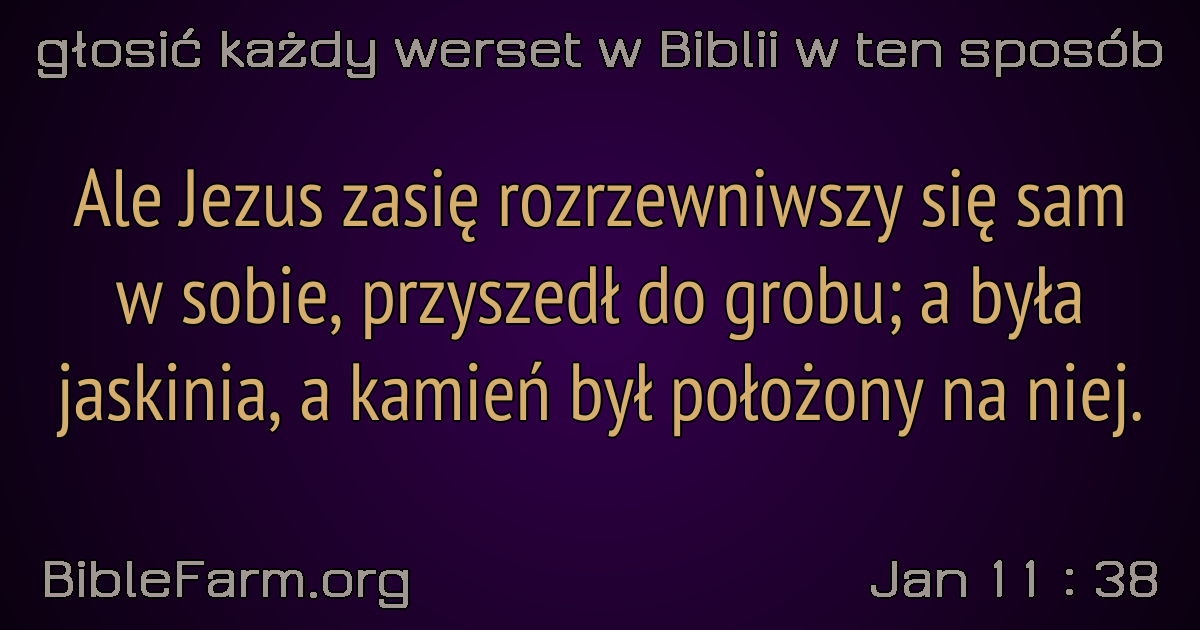 głosić każdy werset w Biblii w ten sposób
Ale Jezus zasię rozrzewniwszy się sam
w sobie, przyszedł do grobu; a była
jaskinia, a kamień był położony na niej.
BibleFarm.org
Jan 11 : 38